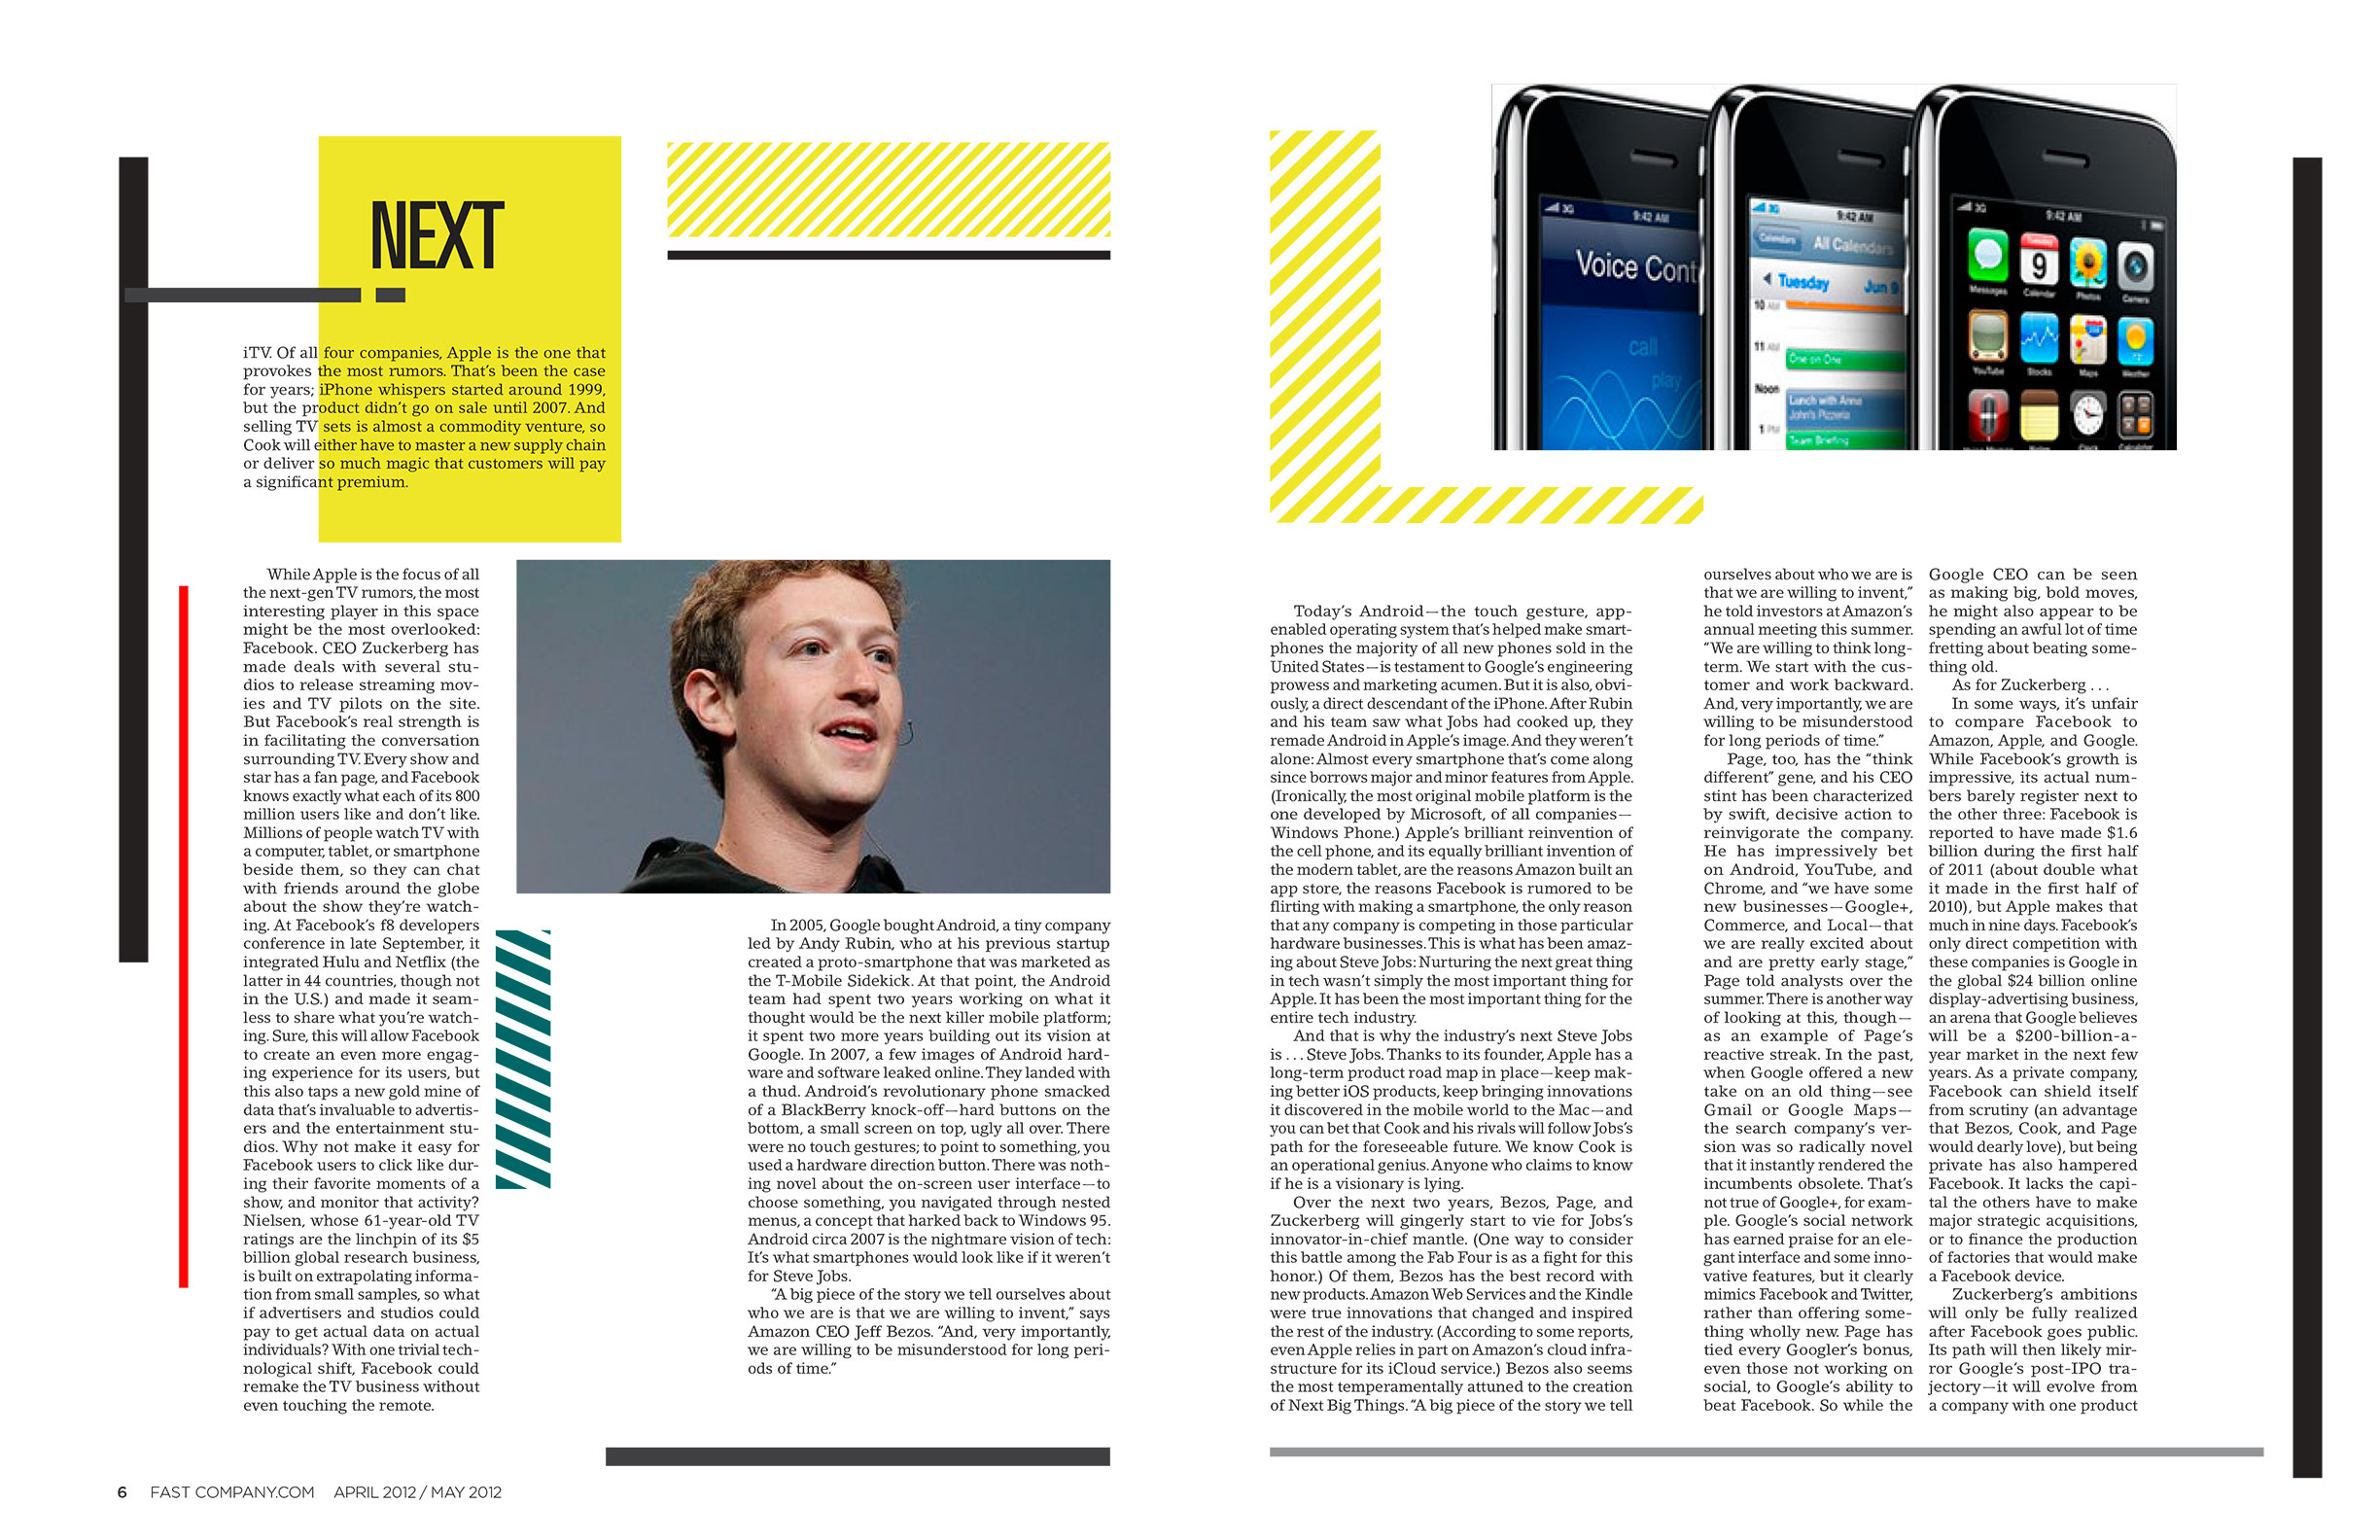 NEXT
iTV. Of all four companies, Apple is the one that
provokes the most rumors. That's been the case
for years; iPhone whispers started around 1999,
but the product didn't go on sale until 2007. And
selling TV sets is almost a commodity venture, so
Cook will either have to master a new supply chain
or deliver so much magic that customers will pay
a significant premium.
While Apple is the focus of all
the next-gen TV rumors, the most
interesting player in this space
might be the most overlooked:
Facebook. CEO Zuckerberg has
made deals with several stu-
dios to release streaming mov-
ies and TV pilots on the site.
But Facebook's real strength is
in facilitating the conversation
surrounding TV. Every show and
star has a fan page, and Facebook
knows exactly what each of its 800
million users like and don't like.
Millions of people watch TV with
a computer, tablet, or smartphone
beside them, so they can chat
with friends around the globe
about the show they're watch-
ing. At Facebook's f8 developers
conference in late September, it
integrated Hulu and Netflix (the
latter in 44 countries, though not
in the U.S.) and made it seam-
less to share what you're watch-
ing. Sure, this will allow Facebook
to create an even more engag-
ing experience for its users, but
this also taps a new gold mine of
data that's invaluable to advertis-
ers and the entertainment stu-
dios. Why not make it easy for
Facebook users to click like dur-
ing their favorite moments of a
show, and monitor that activity?
Nielsen, whose 61-year-old TV
ratings are the linchpin of its $5
billion global research business,
is built on extrapolating informa-
tion from small samples, so what
if advertisers and studios could
pay to get actual data on actual
individuals? With one trivial tech-
nological shift, Facebook could
remake the TV business without
even touching the remote.
In 2005, Google bought Android, a tiny company
led by Andy Rubin, who at his previous startup
created a proto-smartphone that was marketed as
the T-Mobile Sidekick. At that point, the Android
team had spent two years working on what it
thought would be the next killer mobile platform;
it spent two more years building out its vision at
Google. In 2007, a few images of Android hard-
ware and software leaked online. They landed with
a thud. Android's revolutionary phone smacked
of a BlackBerry knock-off—hard buttons on the
bottom, a small screen on top, ugly all over. There
were no touch gestures; to point to something, you
used a hardware direction button. There was noth-
ing novel about the on-screen user interface—to
choose something, you navigated through nested
menus, a concept that harked back to Windows 95.
Android circa 2007 is the nightmare vision of tech:
It's what smartphones would look like if it weren't
for Steve Jobs.
"A big piece of the story we tell ourselves about
who we are is that we are willing to invent," says
Amazon CEO Jeff Bezos. "And, very importantly,
we are willing to be misunderstood for long peri-
ods of time."
6 FAST COMPANY.COM APRIL 2012 / MAY 2012
3G 9:42 AM
Voice Cont
call
play
3G 9:42 AM
Calendars All Calendars
Tuesday Jun 9
10 AM
11 AM
One on One
Noon
Lunch with Anna
John's Pizzeria
1 PM
Team Briefing
3G 9:42 AM
Tuesday
9
Messages Calendar Photos Camera
YouTube Stocks Maps Weather
Clock Calculator
Today's Android—the touch gesture, app-
enabled operating system that's helped make smart-
phones the majority of all new phones sold in the
United States—is testament to Google's engineering
prowess and marketing acumen. But it is also, obvi-
ously, a direct descendant of the iPhone. After Rubin
and his team saw what Jobs had cooked up, they
remade Android in Apple's image. And they weren't
alone: Almost every smartphone that's come along
since borrows major and minor features from Apple.
(Ironically, the most original mobile platform is the
one developed by Microsoft, of all companies—
Windows Phone.) Apple's brilliant reinvention of
the cell phone, and its equally brilliant invention of
the modern tablet, are the reasons Amazon built an
app store, the reasons Facebook is rumored to be
flirting with making a smartphone, the only reason
that any company is competing in those particular
hardware businesses. This is what has been amaz-
ing about Steve Jobs: Nurturing the next great thing
in tech wasn't simply the most important thing for
Apple. It has been the most important thing for the
entire tech industry.
And that is why the industry's next Steve Jobs
is . . . Steve Jobs. Thanks to its founder, Apple has a
long-term product road map in place—keep mak-
ing better iOS products, keep bringing innovations
it discovered in the mobile world to the Mac—and
you can bet that Cook and his rivals will follow Jobs's
path for the foreseeable future. We know Cook is
an operational genius. Anyone who claims to know
if he is a visionary is lying.
Over the next two years, Bezos, Page, and
Zuckerberg will gingerly start to vie for Jobs's
innovator-in-chief mantle. (One way to consider
this battle among the Fab Four is as a fight for this
honor.) Of them, Bezos has the best record with
new products. Amazon Web Services and the Kindle
were true innovations that changed and inspired
the rest of the industry. (According to some reports,
even Apple relies in part on Amazon's cloud infra-
structure for its iCloud service.) Bezos also seems
the most temperamentally attuned to the creation
of Next Big Things. "A big piece of the story we tell
ourselves about who we are is
that we are willing to invent,"
he told investors at Amazon's
annual meeting this summer.
"We are willing to think long-
term. We start with the cus-
tomer and work backward.
And, very importantly, we are
willing to be misunderstood
for long periods of time."
Page, too, has the "think
different" gene, and his CEO
stint has been characterized
by swift, decisive action to
reinvigorate the company.
He has impressively bet
on Android, YouTube, and
Chrome, and "we have some
new businesses—Google+,
Commerce, and Local—that
we are really excited about
and are pretty early stage,"
Page told analysts over the
summer. There is another way
of looking at this, though—
as an example of Page's
reactive streak. In the past,
when Google offered a new
take on an old thing—see
Gmail or Google Maps—
the search company's ver-
sion was so radically novel
that it instantly rendered the
incumbents obsolete. That's
not true of Google+, for exam-
ple. Google's social network
has earned praise for an ele-
gant interface and some inno-
vative features, but it clearly
mimics Facebook and Twitter,
rather than offering some-
thing wholly new. Page has
tied every Googler's bonus,
even those not working on
social, to Google's ability to
beat Facebook. So while the
Google CEO can be seen
as making big, bold moves,
he might also appear to be
spending an awful lot of time
fretting about beating some-
thing old.
As for Zuckerberg . . .
In some ways, it's unfair
to compare Facebook to
Amazon, Apple, and Google.
While Facebook's growth is
impressive, its actual num-
bers barely register next to
the other three: Facebook is
reported to have made $1.6
billion during the first half
of 2011 (about double what
it made in the first half of
2010), but Apple makes that
much in nine days. Facebook's
only direct competition with
these companies is Google in
the global $24 billion online
display-advertising business,
an arena that Google believes
will be a $200-billion-a-
year market in the next few
years. As a private company,
Facebook can shield itself
from scrutiny (an advantage
that Bezos, Cook, and Page
would dearly love), but being
private has also hampered
Facebook. It lacks the capi-
tal the others have to make
major strategic acquisitions,
or to finance the production
of factories that would make
a Facebook device.
Zuckerberg's ambitions
will only be fully realized
after Facebook goes public.
Its path will then likely mir-
ror Google's post-IPO tra-
jectory—it will evolve from
a company with one product